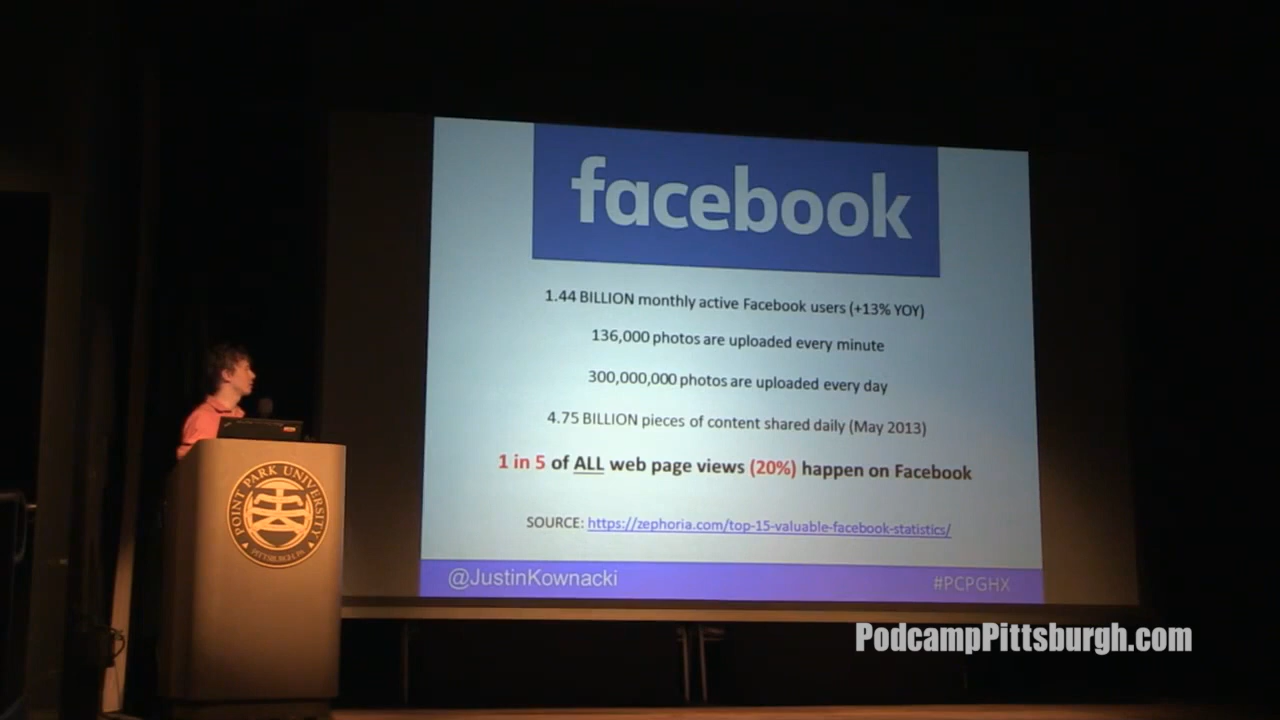 facebook
1.44 BILLION monthly active Facebook users (+13% YOY)
136,000 photos are uploaded every minute
300,000,000 photos are uploaded every day
4.75 BILLION pieces of content shared daily (May 2013)
1 in 5 of ALL web page views (20%) happen on Facebook
SOURCE: https://zephoria.com/top-15-valuable-facebook-statistics/
@JustinKownacki
#PCPGHX
POINT PARK UNIVERSITY
PITTSBURGH, PA
PodcampPittsburgh.com